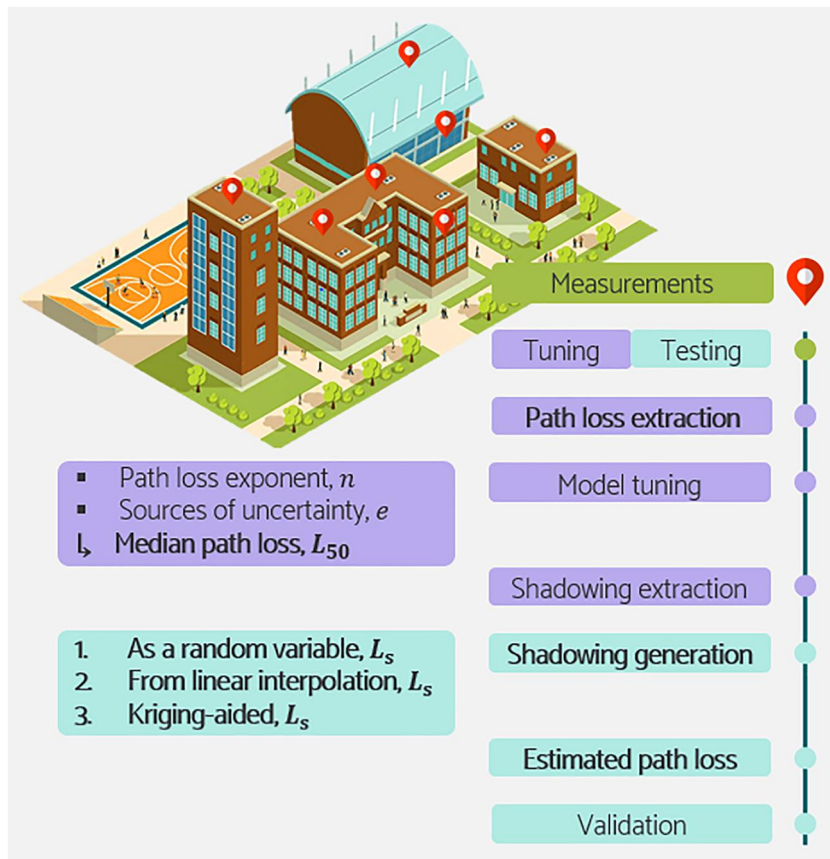 Measurements
Tuning Testing
Path loss extraction
▪ Path loss exponent, n
▪ Sources of uncertainty, e
↳ Median path loss, L₅₀
Model tuning
Shadowing extraction
1. As a random variable, Lₛ
2. From linear interpolation, Lₛ
3. Kriging-aided, Lₛ
Shadowing generation
Estimated path loss
Validation